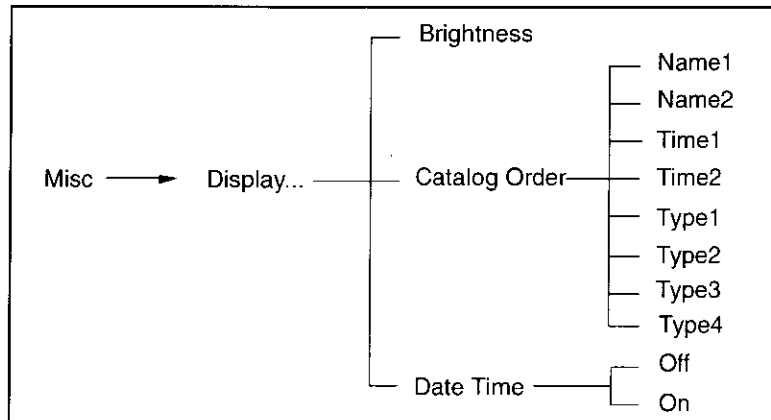 Brightness
Name1
Name2
Time1
Misc Display... Catalog Order Time2
Type1
Type2
Type3
Type4
Off
Date Time
On